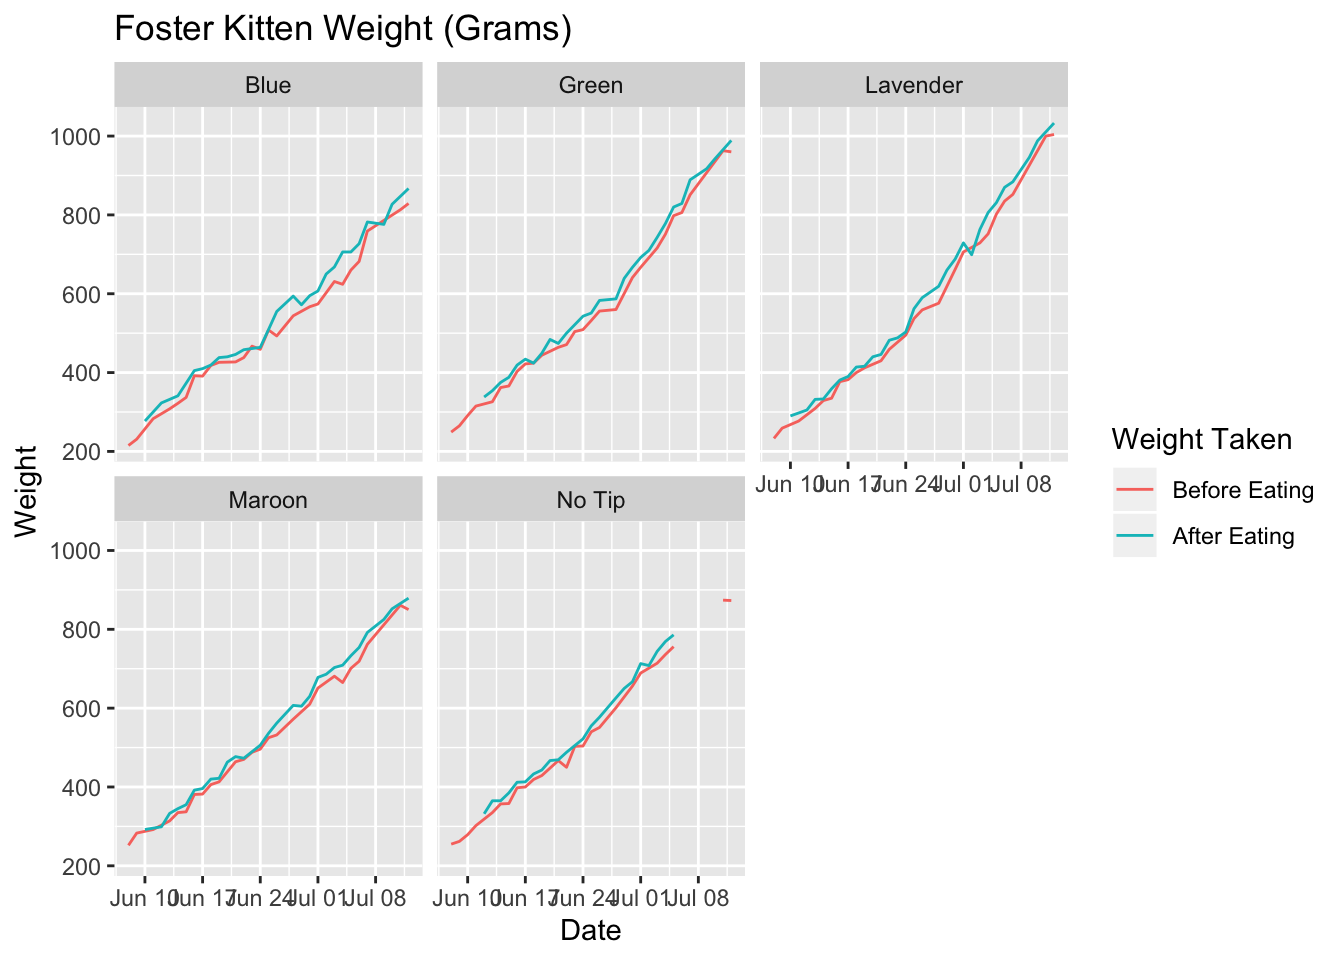 Foster Kitten Weight (Grams)
Blue
Green
Lavender
1000
800
600
400
200
Jun 10 Jun 17 Jun 24 Jul 01 Jul 08
Weight
Weight Taken
Before Eating
After Eating
Maroon
No Tip
1000
800
600
400
200
Jun 10 Jun 17 Jun 24 Jul 01 Jul 08
Jun 10 Jun 17 Jun 24 Jul 01 Jul 08
Date